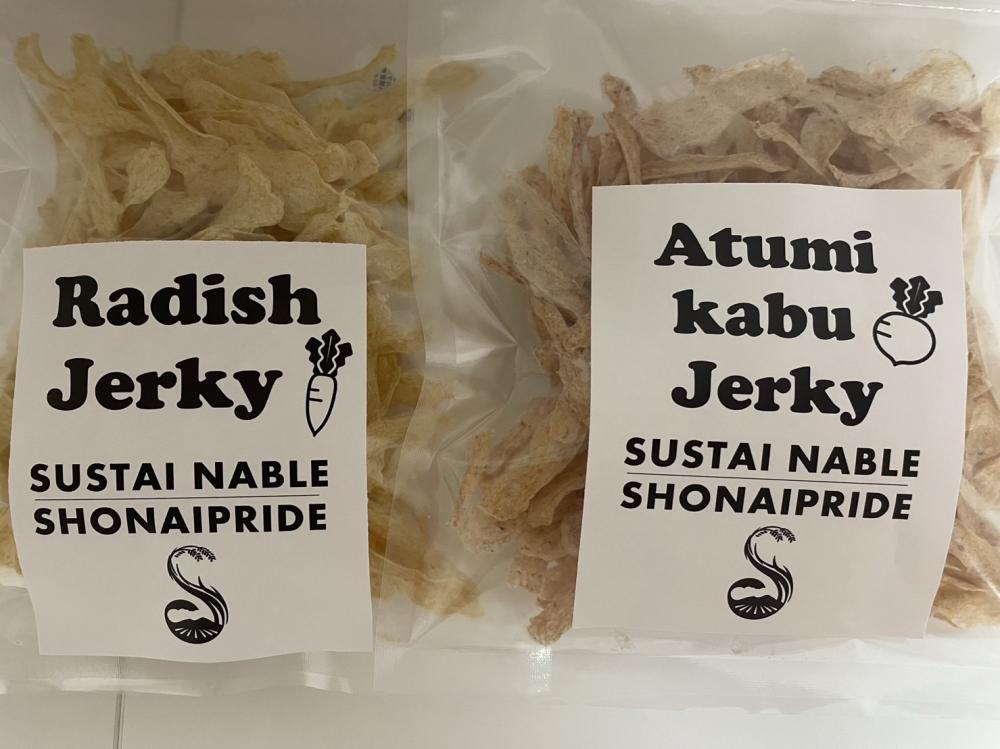 Radish
Jerky
SUSTAI NABLE
SHONAIPRIDE
Atumi
kabu
Jerky
SUSTAI NABLE
SHONAIPRIDE